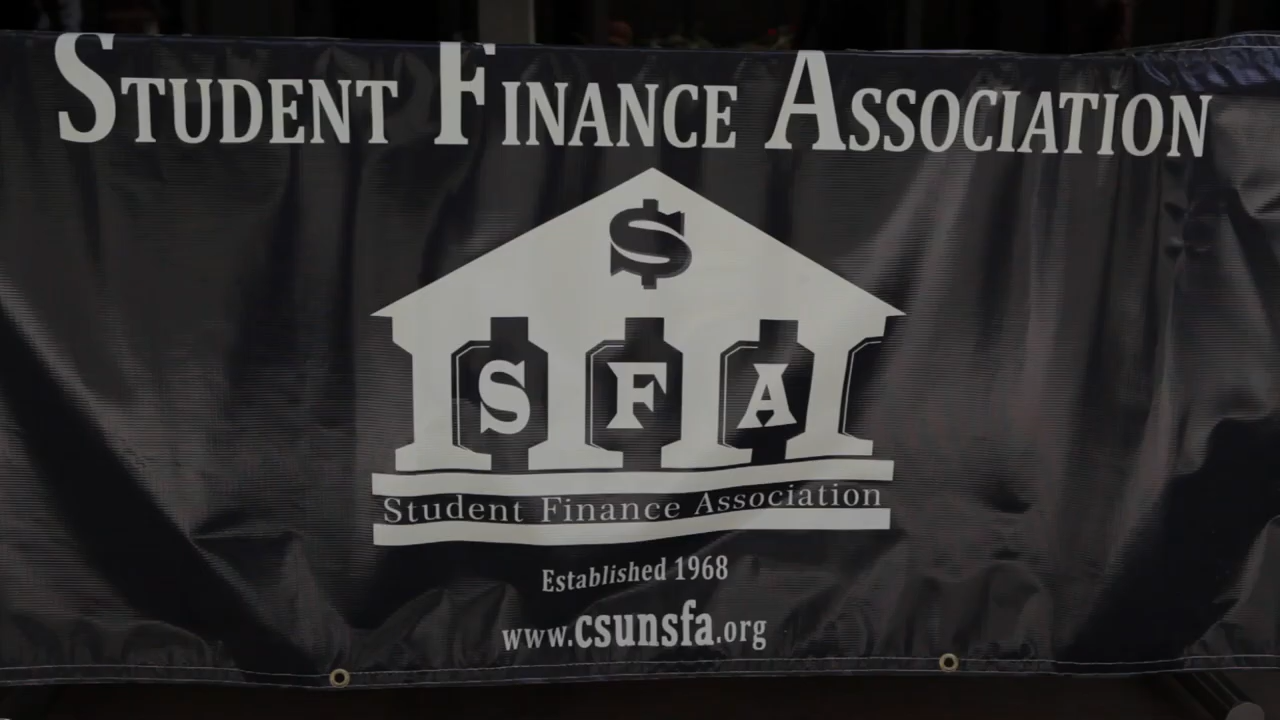 STUDENT FINANCE ASSOCIATION
$
S F A
Student Finance Association
Established 1968
www.csunsfa.org